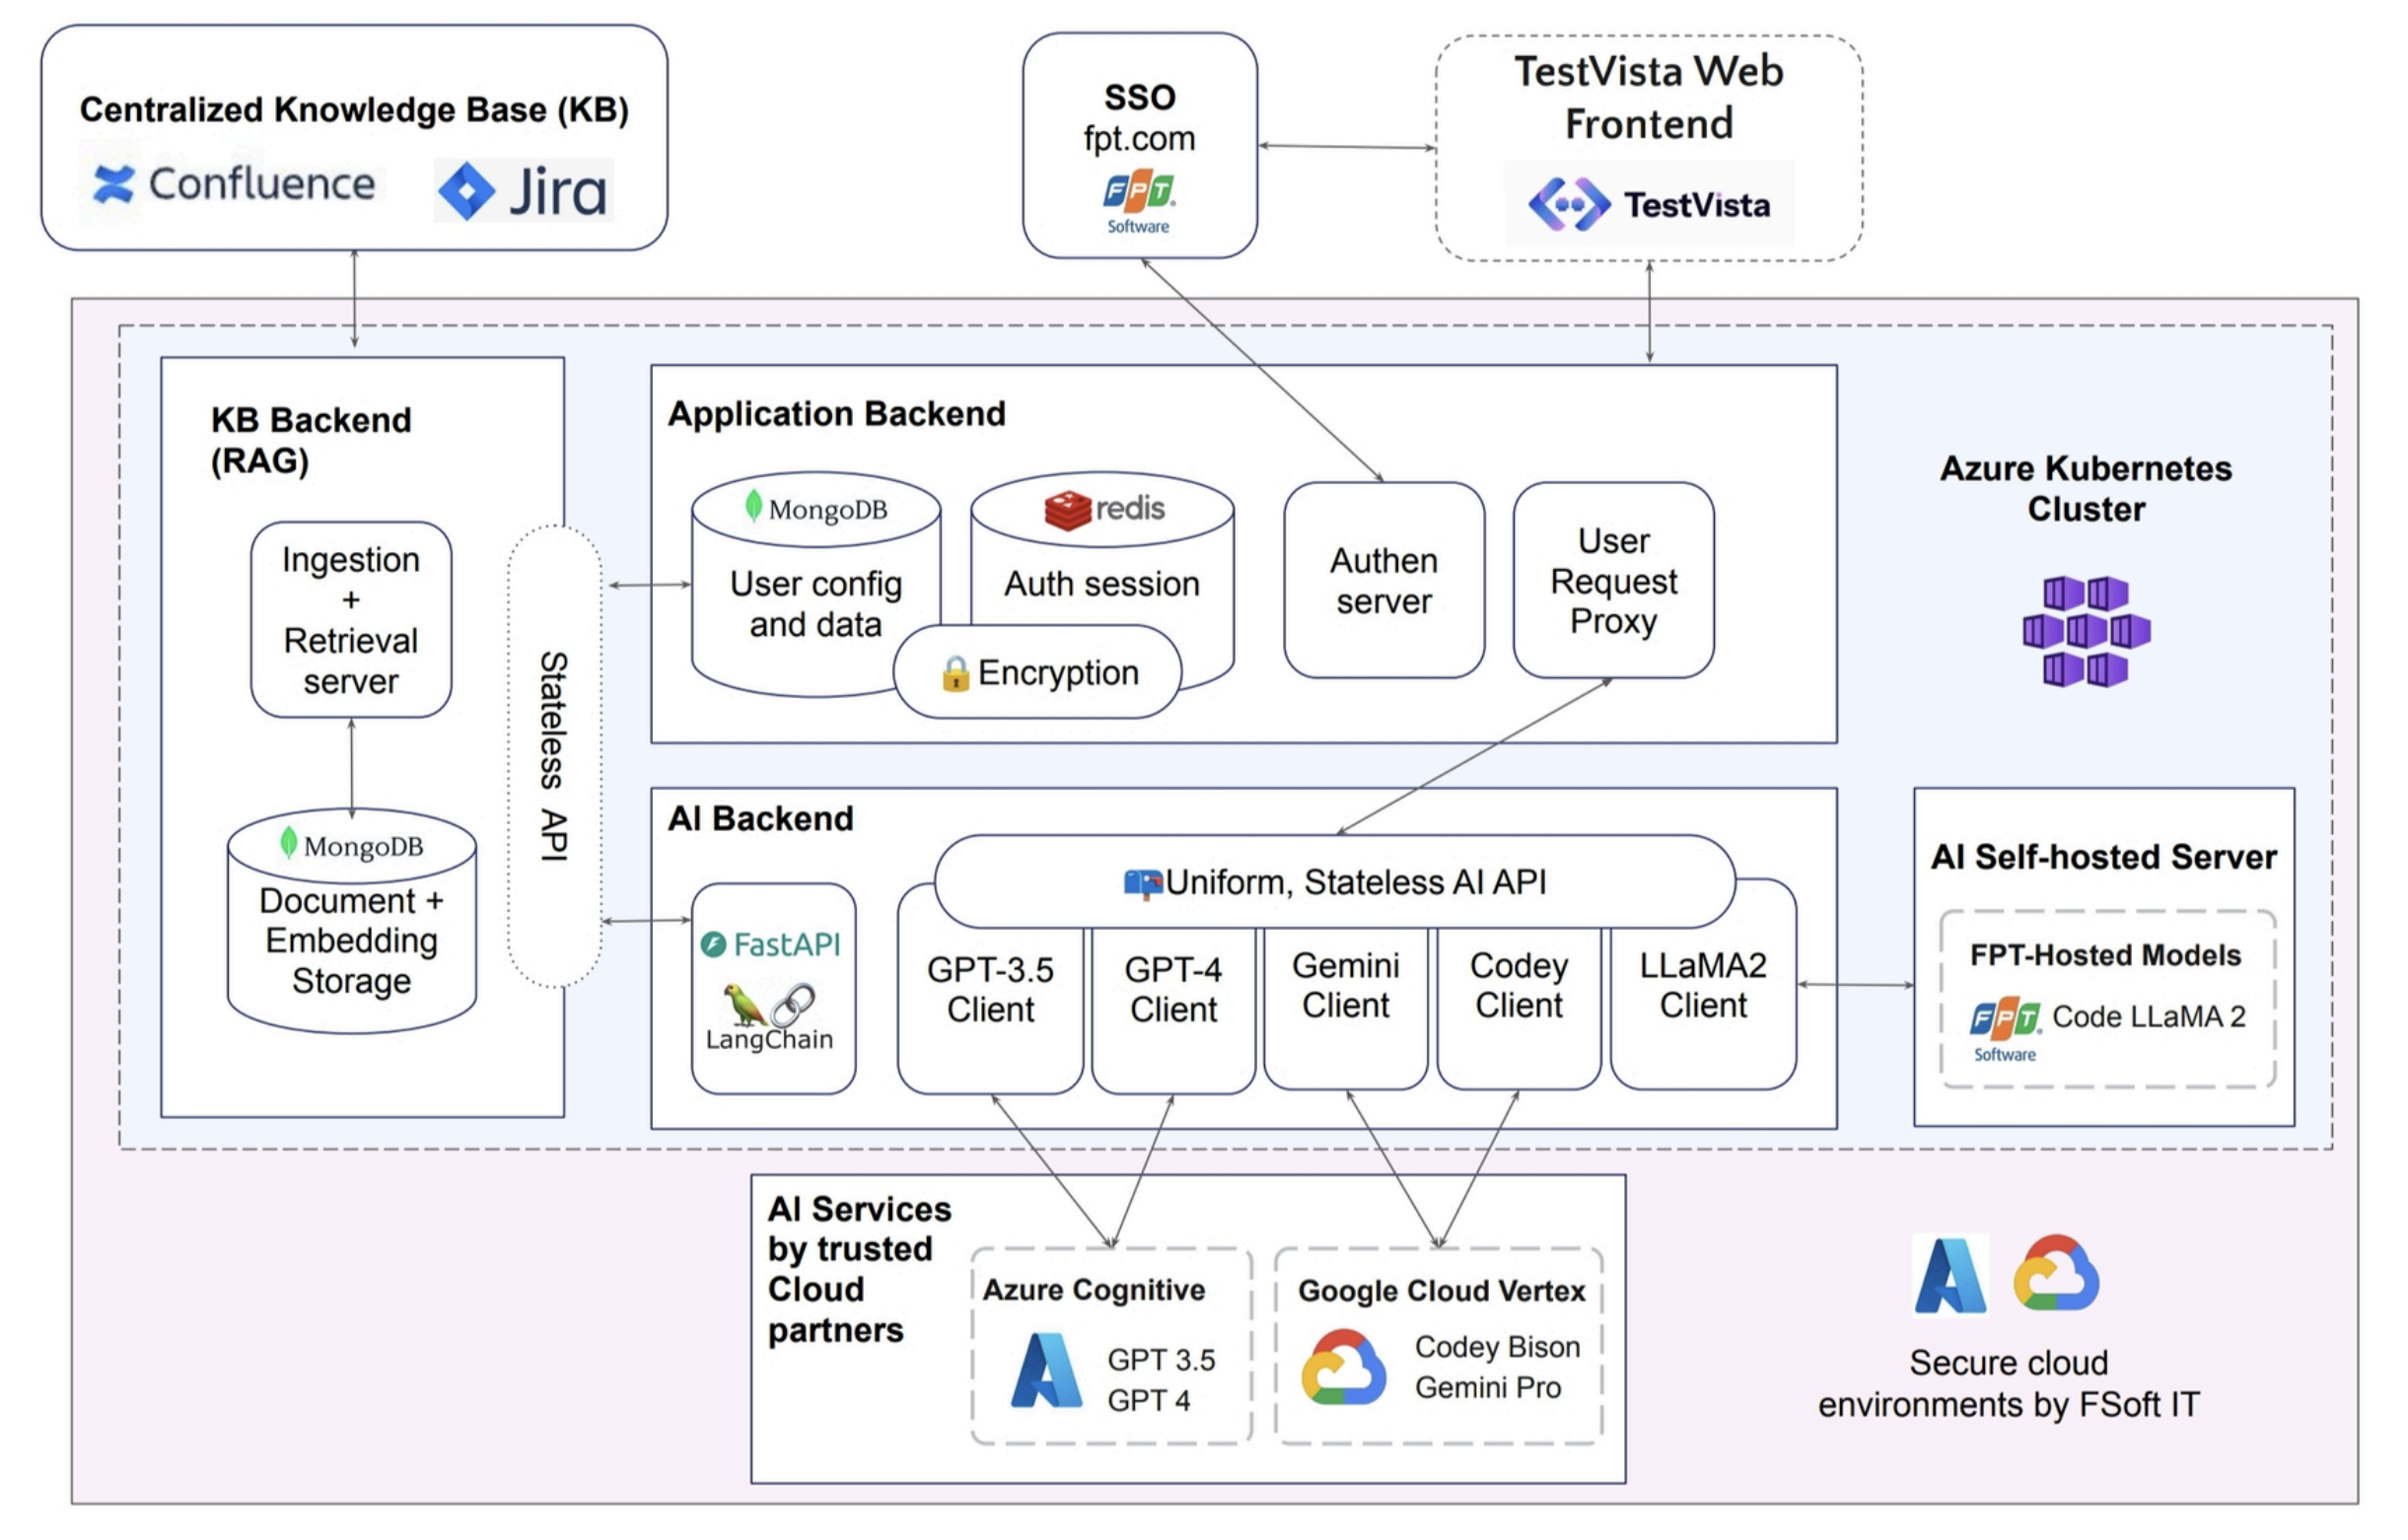 Centralized Knowledge Base (KB)
Confluence
Jira
SSO
fpt.com
FPT
Software
TestVista Web
Frontend
TestVista
KB Backend
(RAG)
Ingestion
+
Retrieval
server
MongoDB
Document +
Embedding
Storage
Stateless API
Application Backend
MongoDB
User config
and data
redis
Auth session
Encryption
Authen
server
User
Request
Proxy
Azure Kubernetes
Cluster
AI Backend
FastAPI
LangChain
Uniform, Stateless AI API
GPT-3.5
Client
GPT-4
Client
Gemini
Client
Codey
Client
LLaMA2
Client
AI Self-hosted Server
FPT-Hosted Models
FPT
Software
Code LLaMA 2
AI Services
by trusted
Cloud
partners
Azure Cognitive
GPT 3.5
GPT 4
Google Cloud Vertex
Codey Bison
Gemini Pro
Secure cloud
environments by FSoft IT